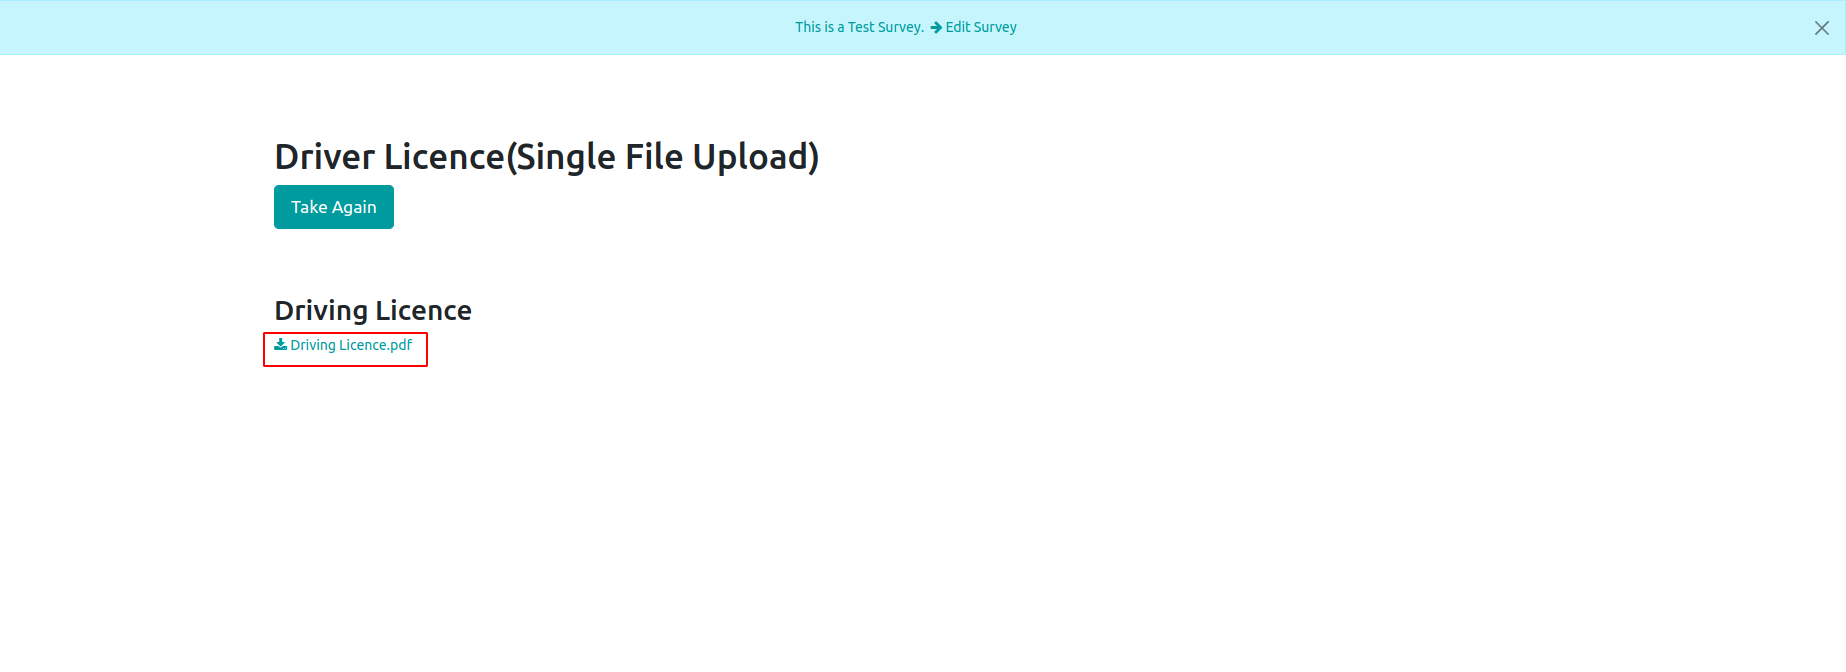 This is a Test Survey. Edit Survey
Driver Licence(Single File Upload)
Take Again
Driving Licence
Driving Licence.pdf